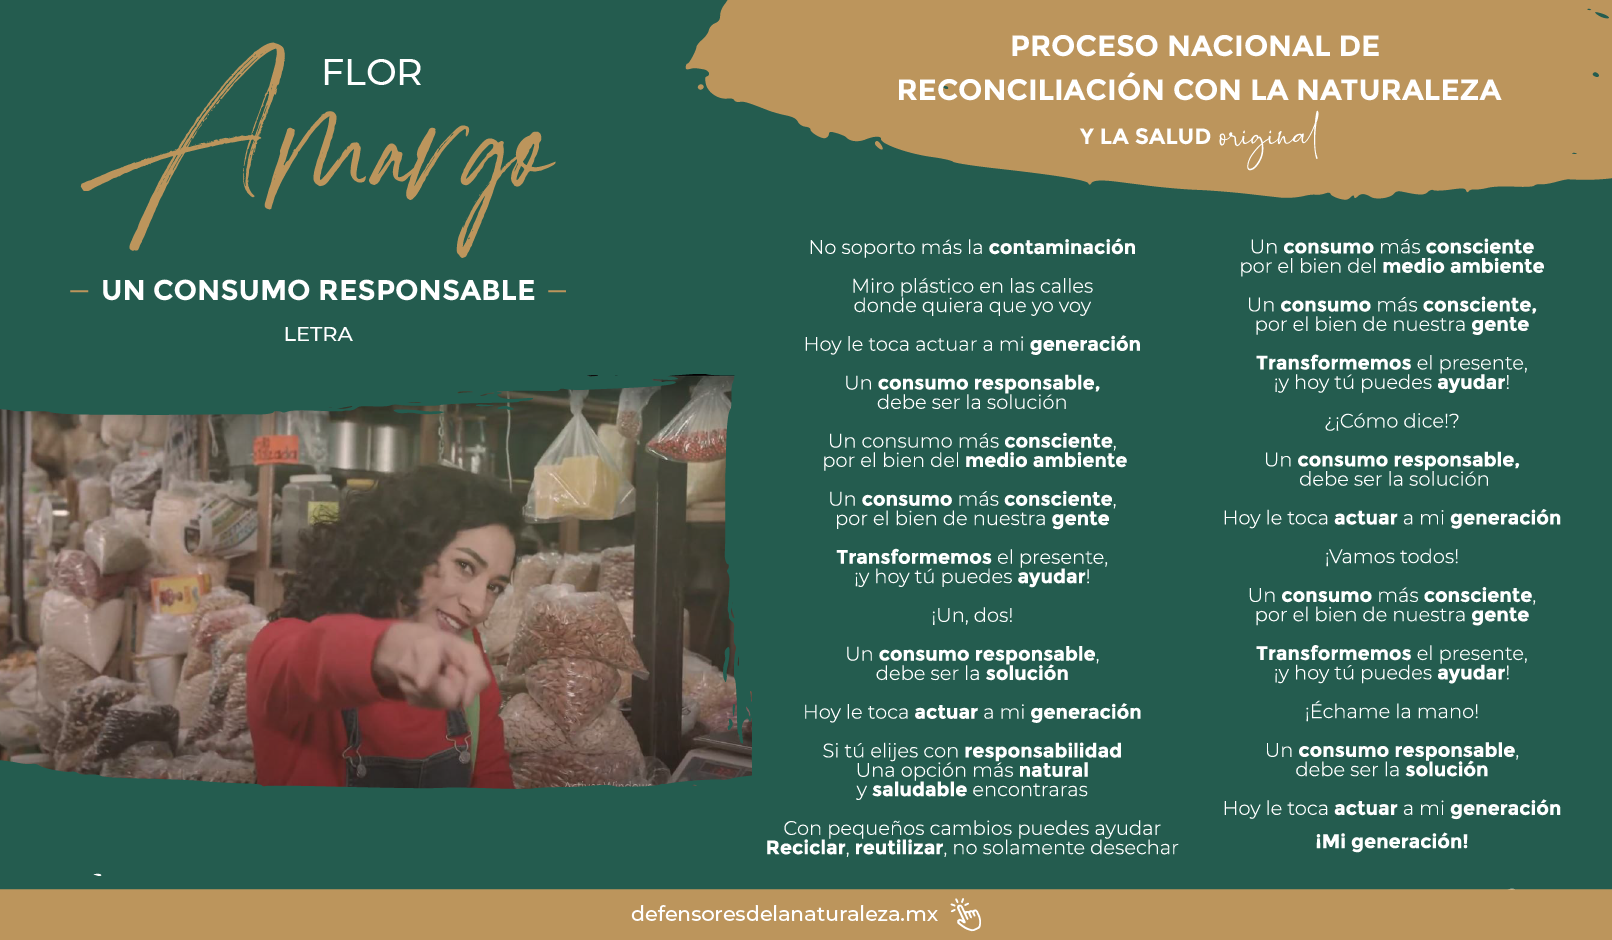 FLOR
Amargo
UN CONSUMO RESPONSABLE
LETRA
PROCESO NACIONAL DE
RECONCILIACIÓN CON LA NATURALEZA
Y LA SALUD original
No soporto más la contaminación
Miro plástico en las calles
donde quiera que yo voy
Hoy le toca actuar a mi generación
Un consumo responsable,
debe ser la solución
Un consumo más consciente,
por el bien del medio ambiente
Un consumo más consciente,
por el bien de nuestra gente
Transformemos el presente,
¡y hoy tú puedes ayudar!
¡Un, dos!
Un consumo responsable,
debe ser la solución
Hoy le toca actuar a mi generación
Si tú elijes con responsabilidad
Una opción más natural
y saludable encontraras
Con pequeños cambios puedes ayudar
Reciclar, reutilizar, no solamente desechar
Un consumo más consciente
por el bien del medio ambiente
Un consumo más consciente,
por el bien de nuestra gente
Transformemos el presente,
¡y hoy tú puedes ayudar!
¿¡Cómo dice!?
Un consumo responsable,
debe ser la solución
Hoy le toca actuar a mi generación
¡Vamos todos!
Un consumo más consciente,
por el bien de nuestra gente
Transformemos el presente,
¡y hoy tú puedes ayudar!
¡Échame la mano!
Un consumo responsable,
debe ser la solución
Hoy le toca actuar a mi generación
¡Mi generación!
defensoresdelanaturaleza.mx